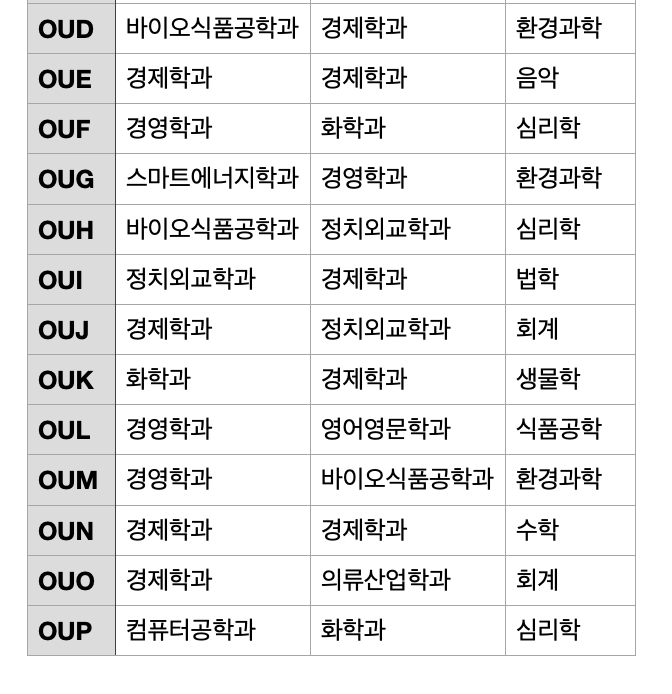 OUD 바이오식품공학과 경제학과 환경과학
OUE 경제학과 경제학과 음악
OUF 경영학과 화학과 심리학
OUG 스마트에너지학과 경영학과 환경과학
OUH 바이오식품공학과 정치외교학과 심리학
OUI 정치외교학과 경제학과 법학
OUJ 경제학과 정치외교학과 회계
OUK 화학과 경제학과 생물학
OUL 경영학과 영어영문학과 식품공학
OUM 경영학과 바이오식품공학과 환경과학
OUN 경제학과 경제학과 수학
OUO 경제학과 의류산업학과 회계
OUP 컴퓨터공학과 화학과 심리학